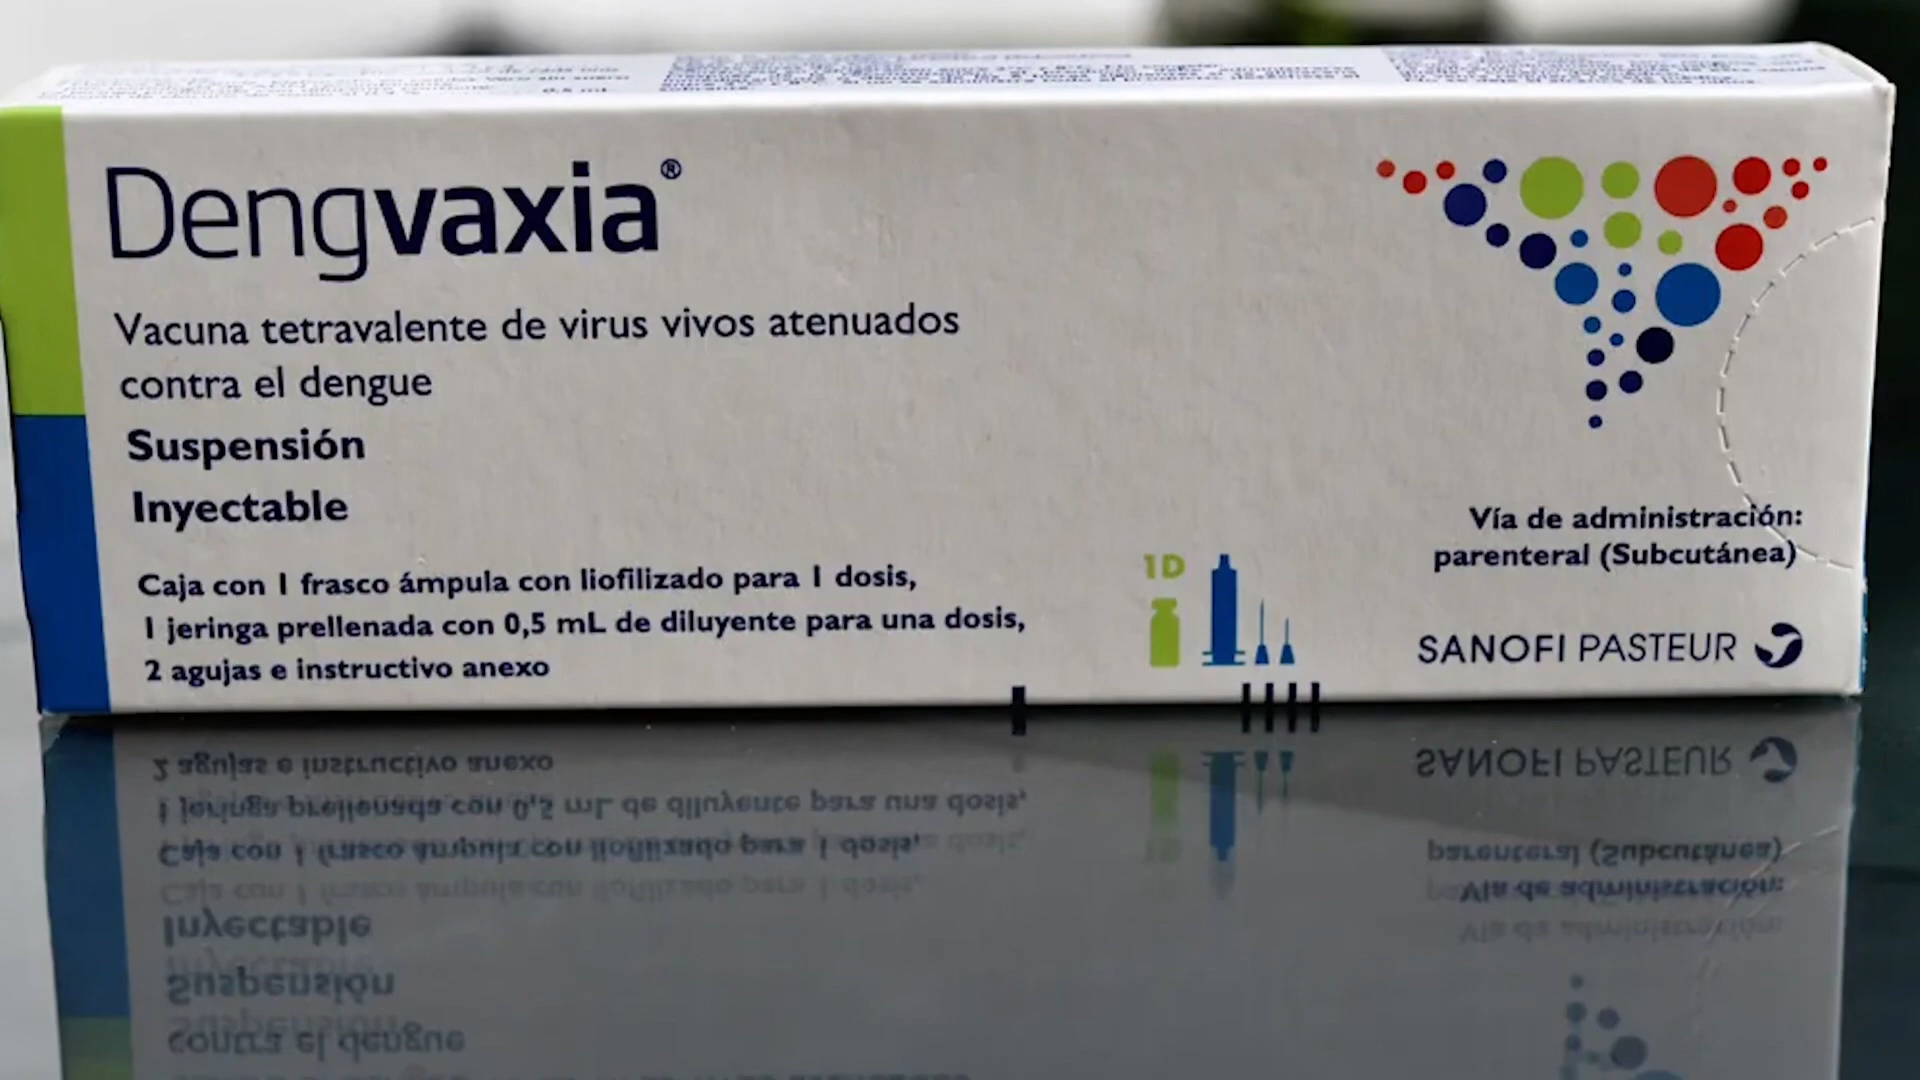 Dengvaxia®
Vacuna tetravalente de virus vivos atenuados
contra el dengue
Suspensión
Inyectable
Caja con 1 frasco ámpula con liofilizado para 1 dosis,
1 jeringa prellenada con 0,5 mL de diluyente para una dosis,
2 agujas e instructivo anexo
1D
Vía de administración:
parenteral (Subcutánea)
SANOFI PASTEUR